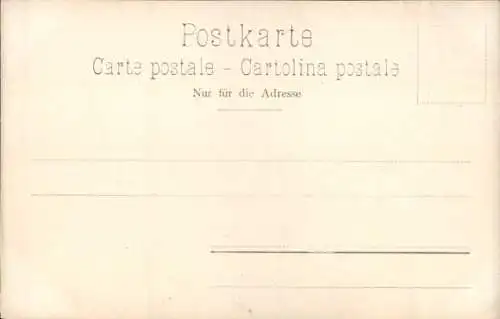 Postkarte
Carte postale - Cartolina postale
Nur für die Adresse